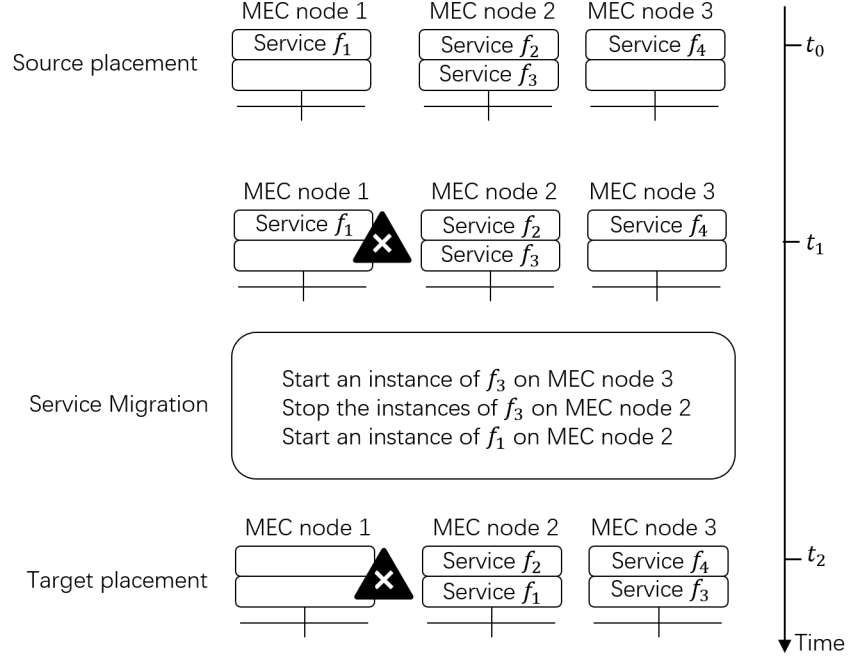 MEC node 1 MEC node 2 MEC node 3
Service f₁ Service f₂ Service f₄ t₀
Source placement
Service f₃
MEC node 1 MEC node 2 MEC node 3
Service f₁ Service f₂ Service f₄
Service f₃ t₁
Start an instance of f₃ on MEC node 3
Service Migration
Stop the instances of f₃ on MEC node 2
Start an instance of f₁ on MEC node 2
MEC node 1 MEC node 2 MEC node 3
Service f₂ Service f₄ t₂
Target placement
Service f₁ Service f₃
Time